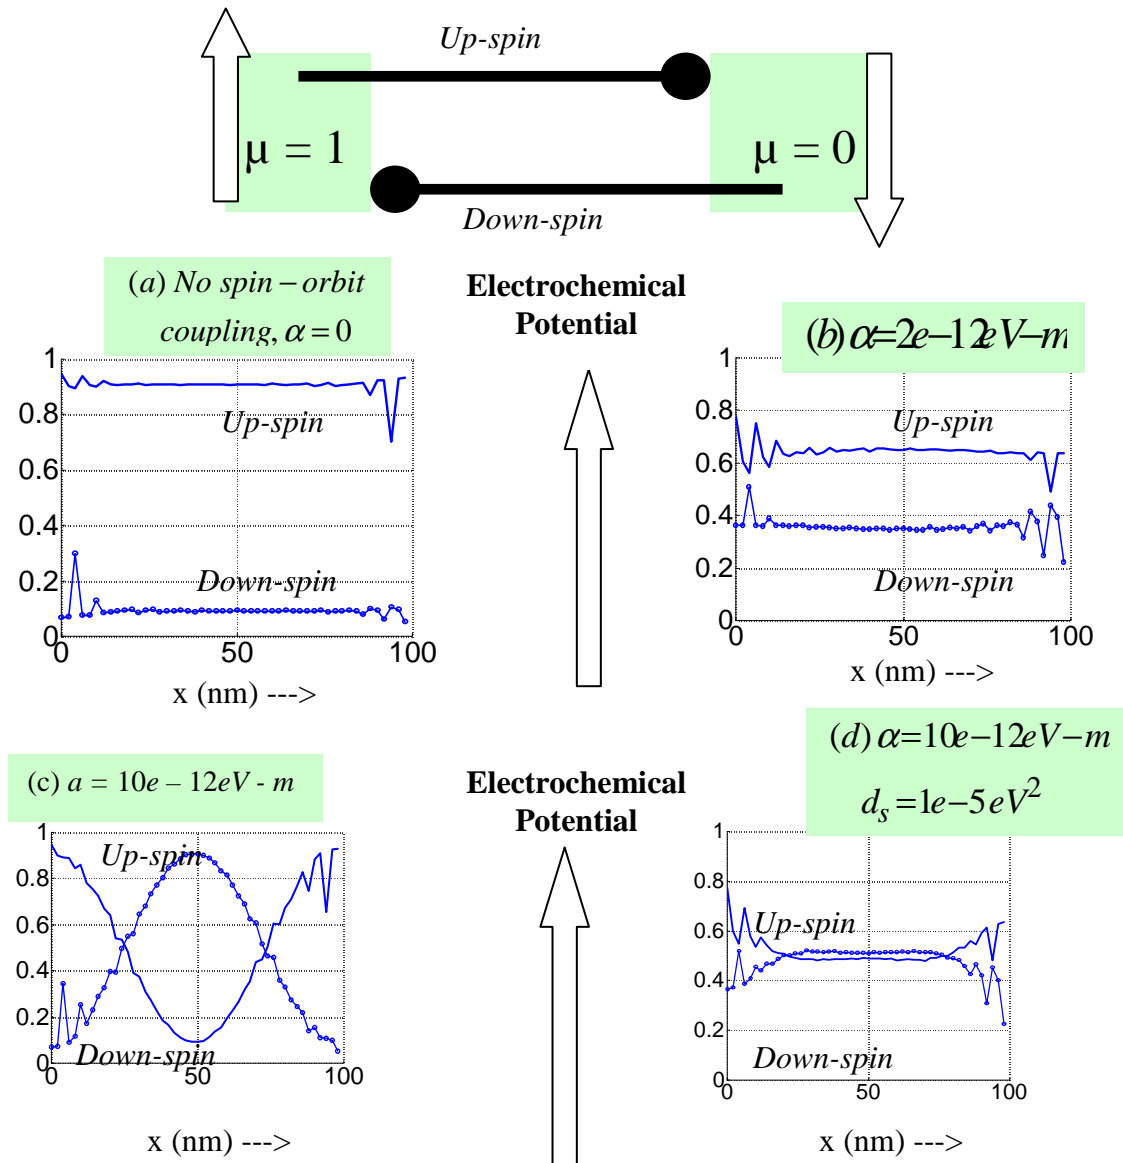 Up-spin
μ = 1
μ = 0
Down-spin
(a) No spin – orbit
coupling, α = 0
Electrochemical
Potential
(b) α=2e–12eV–m
1
0.8
0.6
0.4
0.2
0
Up-spin
Down-spin
0
50
100
x (nm) --->
1
0.8
0.6
0.4
0.2
0
Up-spin
Down-spin
0
50
100
x (nm) --->
(c) a = 10e – 12eV - m
Electrochemical
Potential
(d) α=10e–12eV–m
d_s=1e–5eV²
1
0.8
0.6
0.4
0.2
0
Up-spin
Down-spin
0
50
100
x (nm) --->
1
0.8
0.6
0.4
0.2
0
Up-spin
Down-spin
0
50
100
x (nm) --->